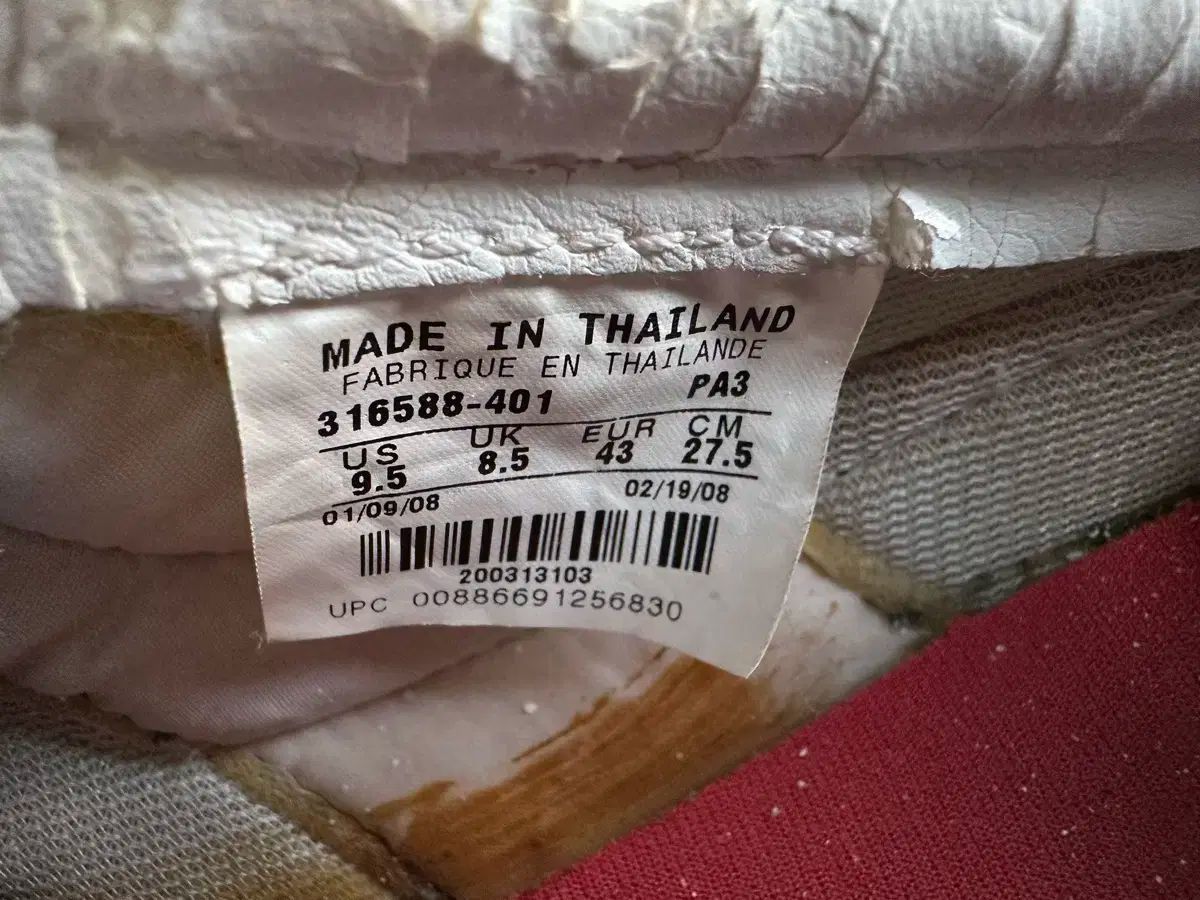 MADE IN THAILAND
FABRIQUE EN THAILANDE
316588-401 PA3
US UK EUR CM
9.5 8.5 43 27.5
01/09/08 02/19/08
200313103
UPC 00886691256830